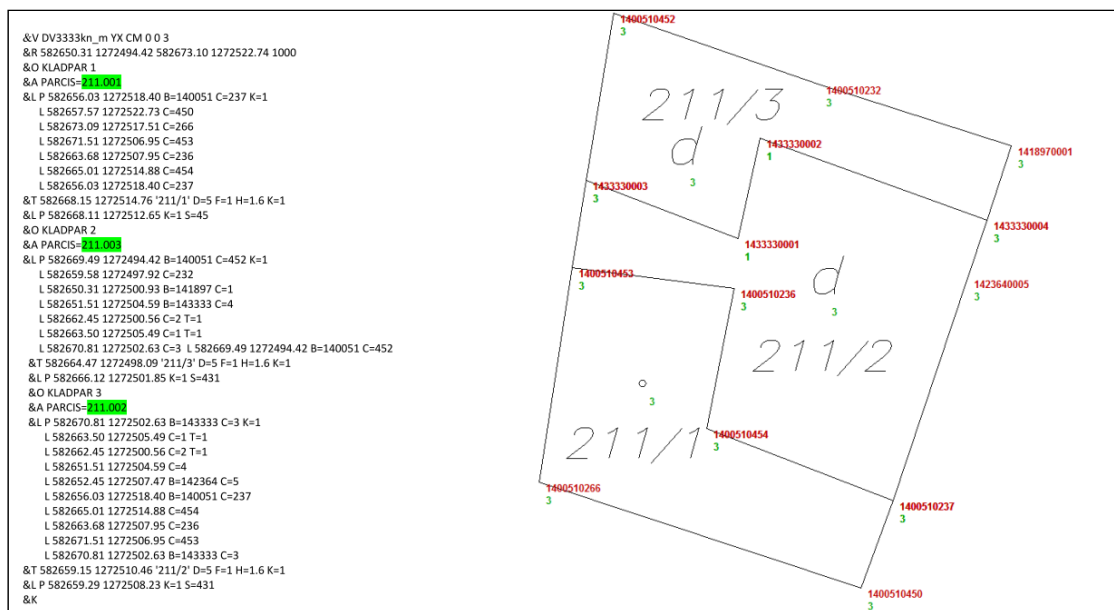 &V DV3333kn_m YX CM 0 0 3
&R 582650.31 1272494.42 582673.10 1272522.74 1000
&O KLADPAR 1
&A PARCIS=211.001
&L P 582656.03 1272518.40 B=140051 C=237 K=1
L 582657.57 1272522.73 C=450
L 582673.09 1272517.51 C=266
L 582671.51 1272506.95 C=453
L 582663.68 1272507.95 C=236
L 582665.01 1272514.88 C=454
L 582656.03 1272518.40 C=237
&T 582668.15 1272514.76 '211/1' D=5 F=1 H=1.6 K=1
&L P 582668.11 1272512.65 K=1 S=45
&O KLADPAR 2
&A PARCIS=211.003
&L P 582669.49 1272494.42 B=140051 C=452 K=1
L 582659.58 1272497.92 C=232
L 582650.31 1272500.93 B=141897 C=1
L 582651.51 1272504.59 B=143333 C=4
L 582662.45 1272500.56 C=2 T=1
L 582663.50 1272505.49 C=1 T=1
L 582670.81 1272502.63 C=3 L 582669.49 1272494.42 B=140051 C=452
&T 582664.47 1272498.09 '211/3' D=5 F=1 H=1.6 K=1
&L P 582666.12 1272501.85 K=1 S=431
&O KLADPAR 3
&A PARCIS=211.002
&L P 582670.81 1272502.63 B=143333 C=3 K=1
L 582663.50 1272505.49 C=1 T=1
L 582662.45 1272500.56 C=2 T=1
L 582651.51 1272504.59 C=4
L 582652.45 1272507.47 B=142364 C=5
L 582656.03 1272518.40 B=140051 C=237
L 582665.01 1272514.88 C=454
L 582663.68 1272507.95 C=236
L 582671.51 1272506.95 C=453
L 582670.81 1272502.63 B=143333 C=3
&T 582659.15 1272510.46 '211/2' D=5 F=1 H=1.6 K=1
&L P 582659.29 1272508.23 K=1 S=431
&K
1400510452
3
1400510232
3
211/3
1433330002
1
1418970001
3
d
3
1433330003
3
1433330004
3
1433330001
1
1400510453
3
d
3
1423640005
3
1400510236
3
211/2
3
211/1
1400510454
3
1400510266
3
1400510237
3
1400510450
3